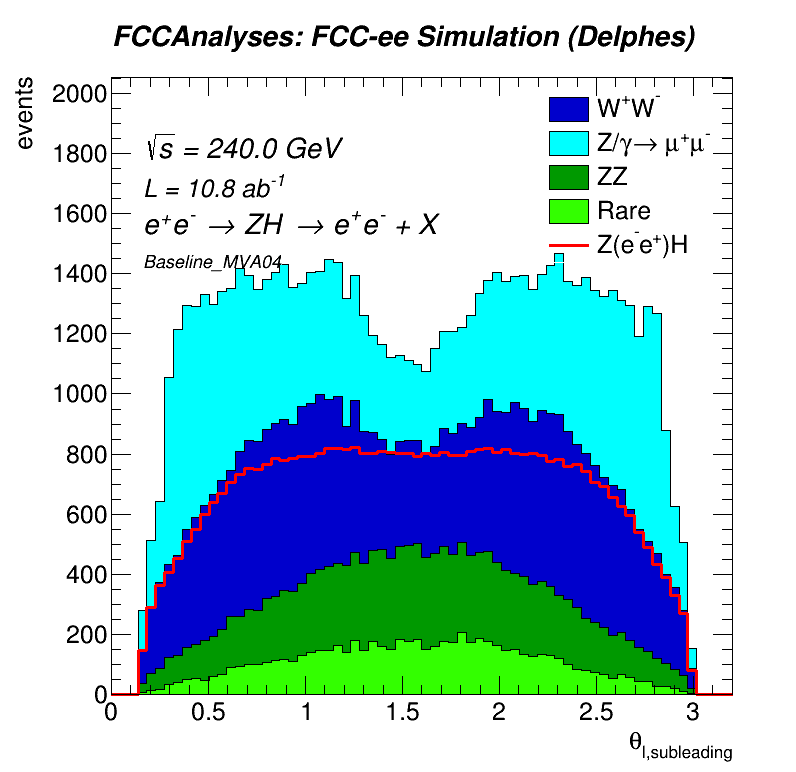 FCCAnalyses: FCC-ee Simulation (Delphes)
events
2000
1800
1600
1400
1200
1000
800
600
400
200
0
√s = 240.0 GeV
L = 10.8 ab⁻¹
e⁺e⁻ → ZH → e⁺e⁻ + X
Baseline_MVA04
W⁺W⁻
Z/γ→ μ⁺μ⁻
ZZ
Rare
Z(e⁻e⁺)H
0 0.5 1 1.5 2 2.5 3
θl,subleading